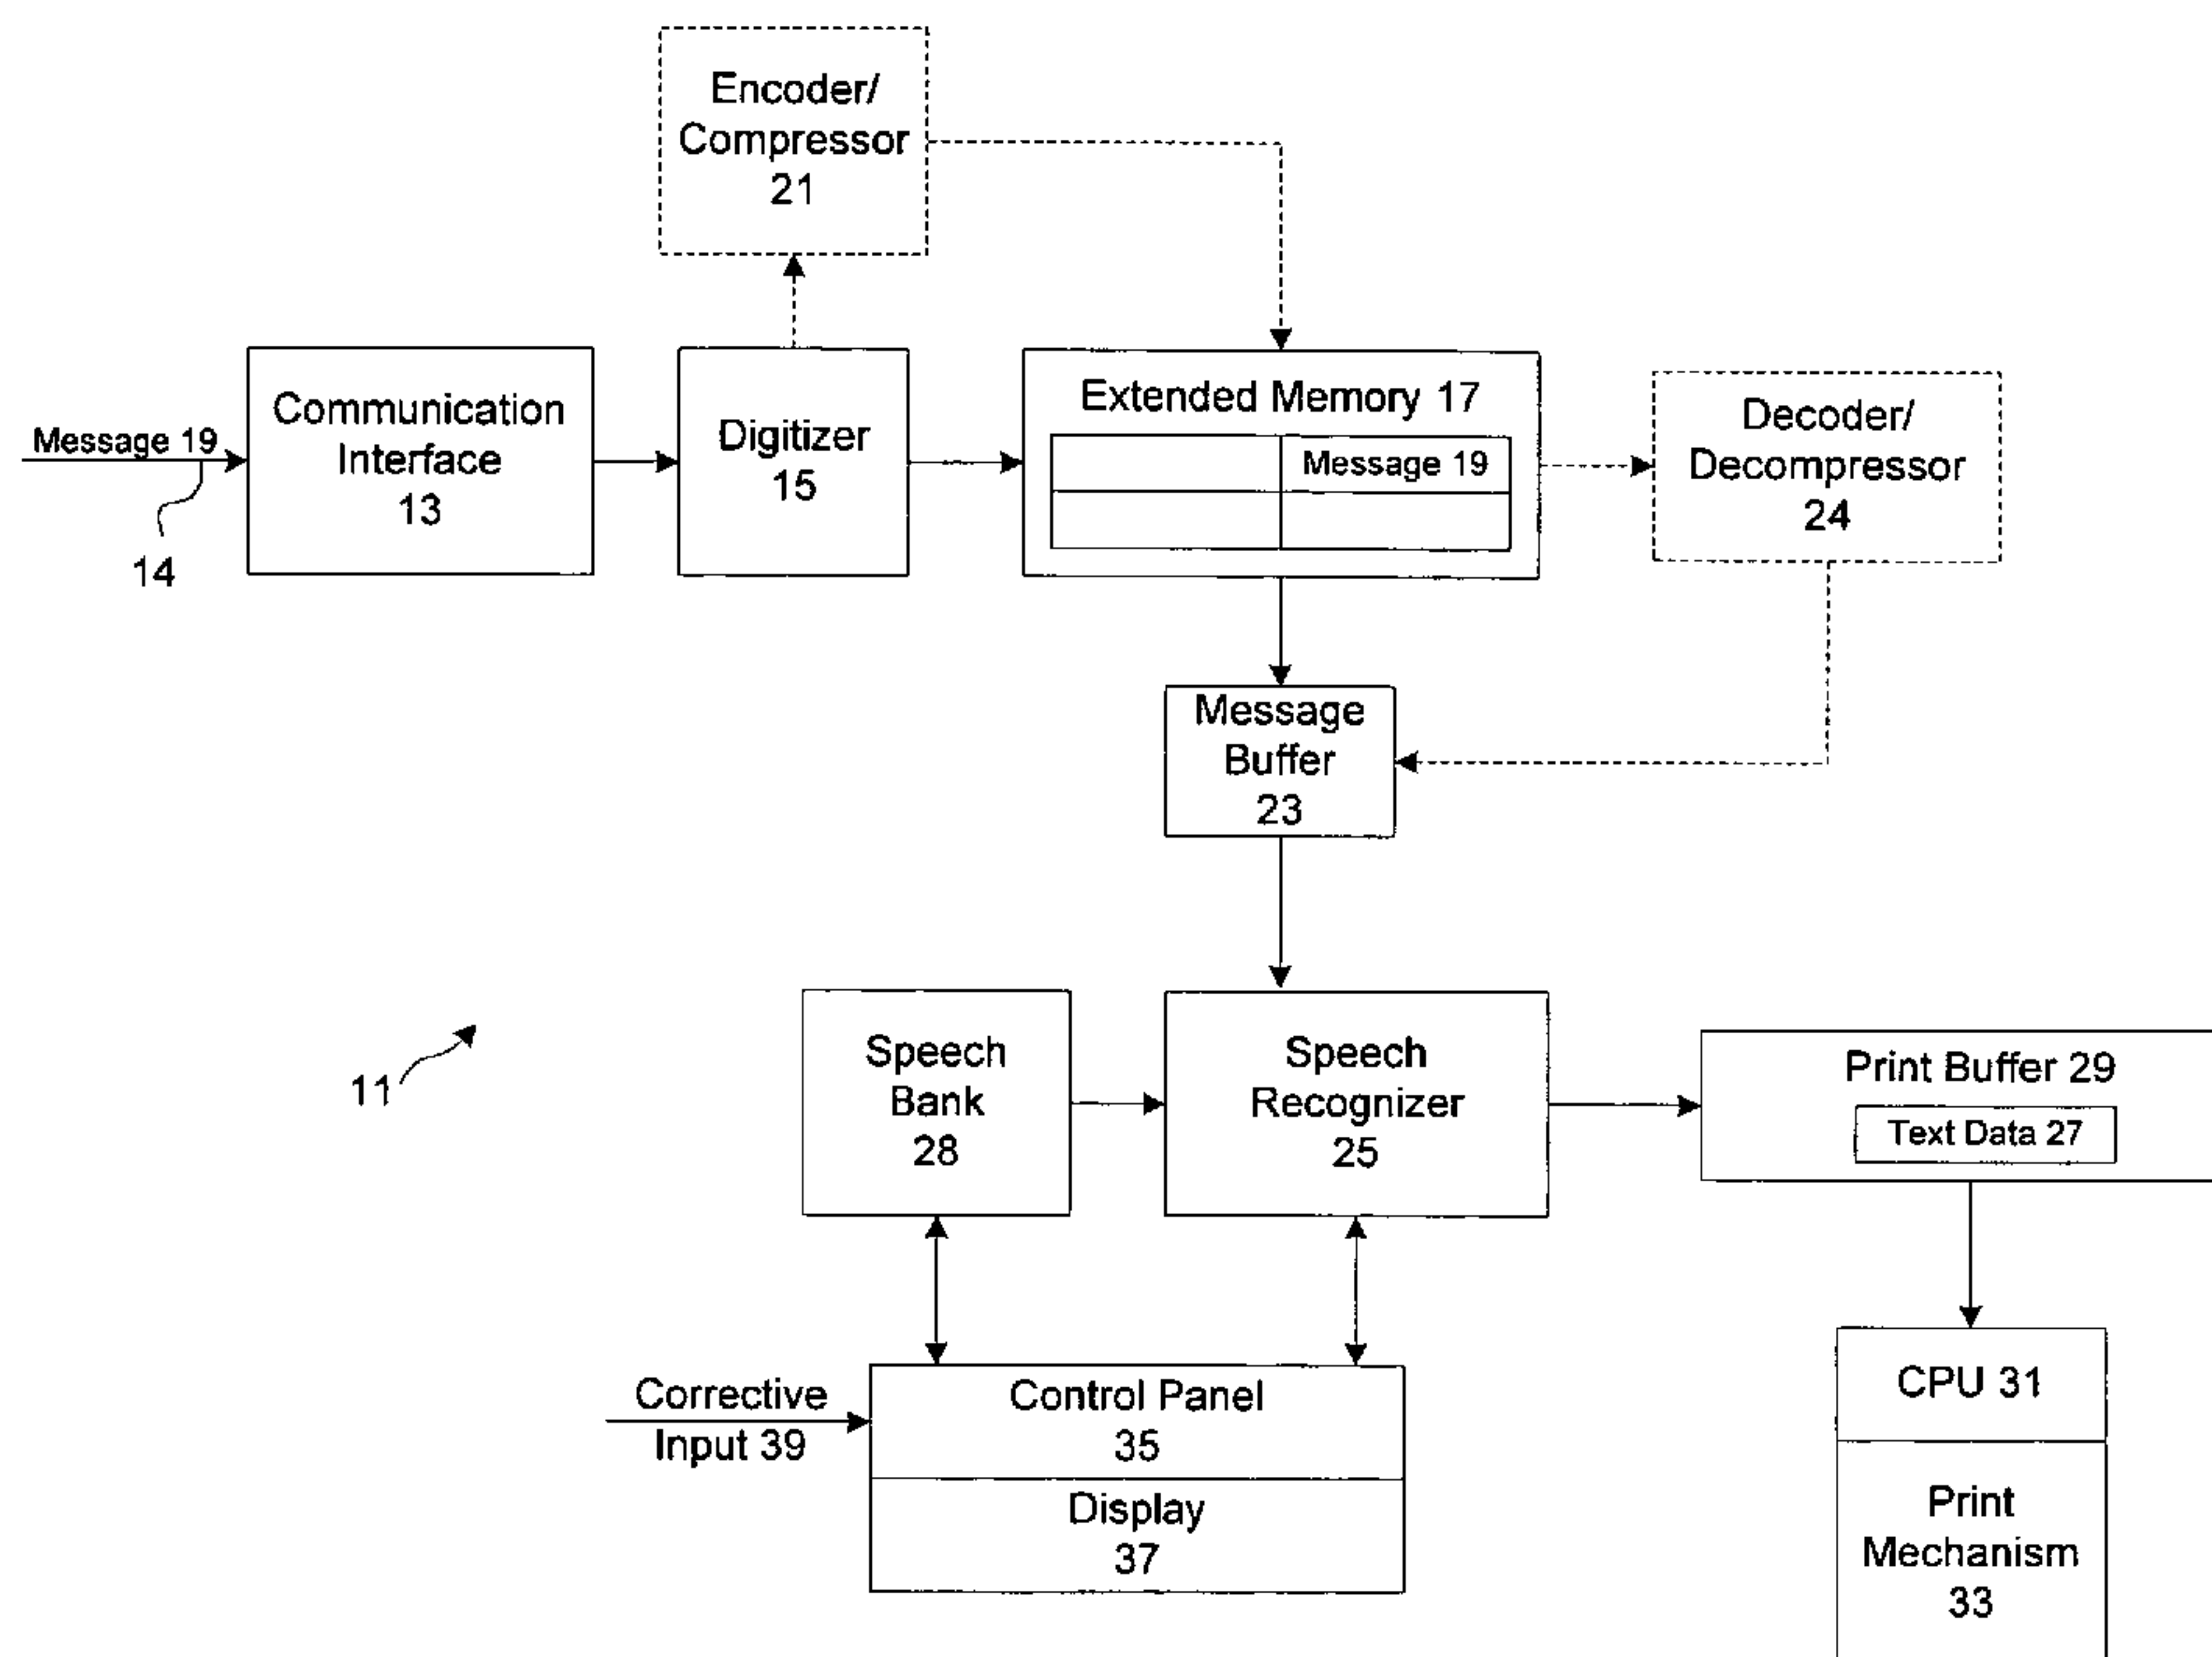 Encoder/
Compressor
21
Message 19
14
Communication
Interface
13
Digitizer
15
Extended Memory 17
Message 19
Decoder/
Decompressor
24
Message
Buffer
23
11
Speech
Bank
28
Speech
Recognizer
25
Print Buffer 29
Text Data 27
Corrective
Input 39
Control Panel
35
Display
37
CPU 31
Print
Mechanism
33